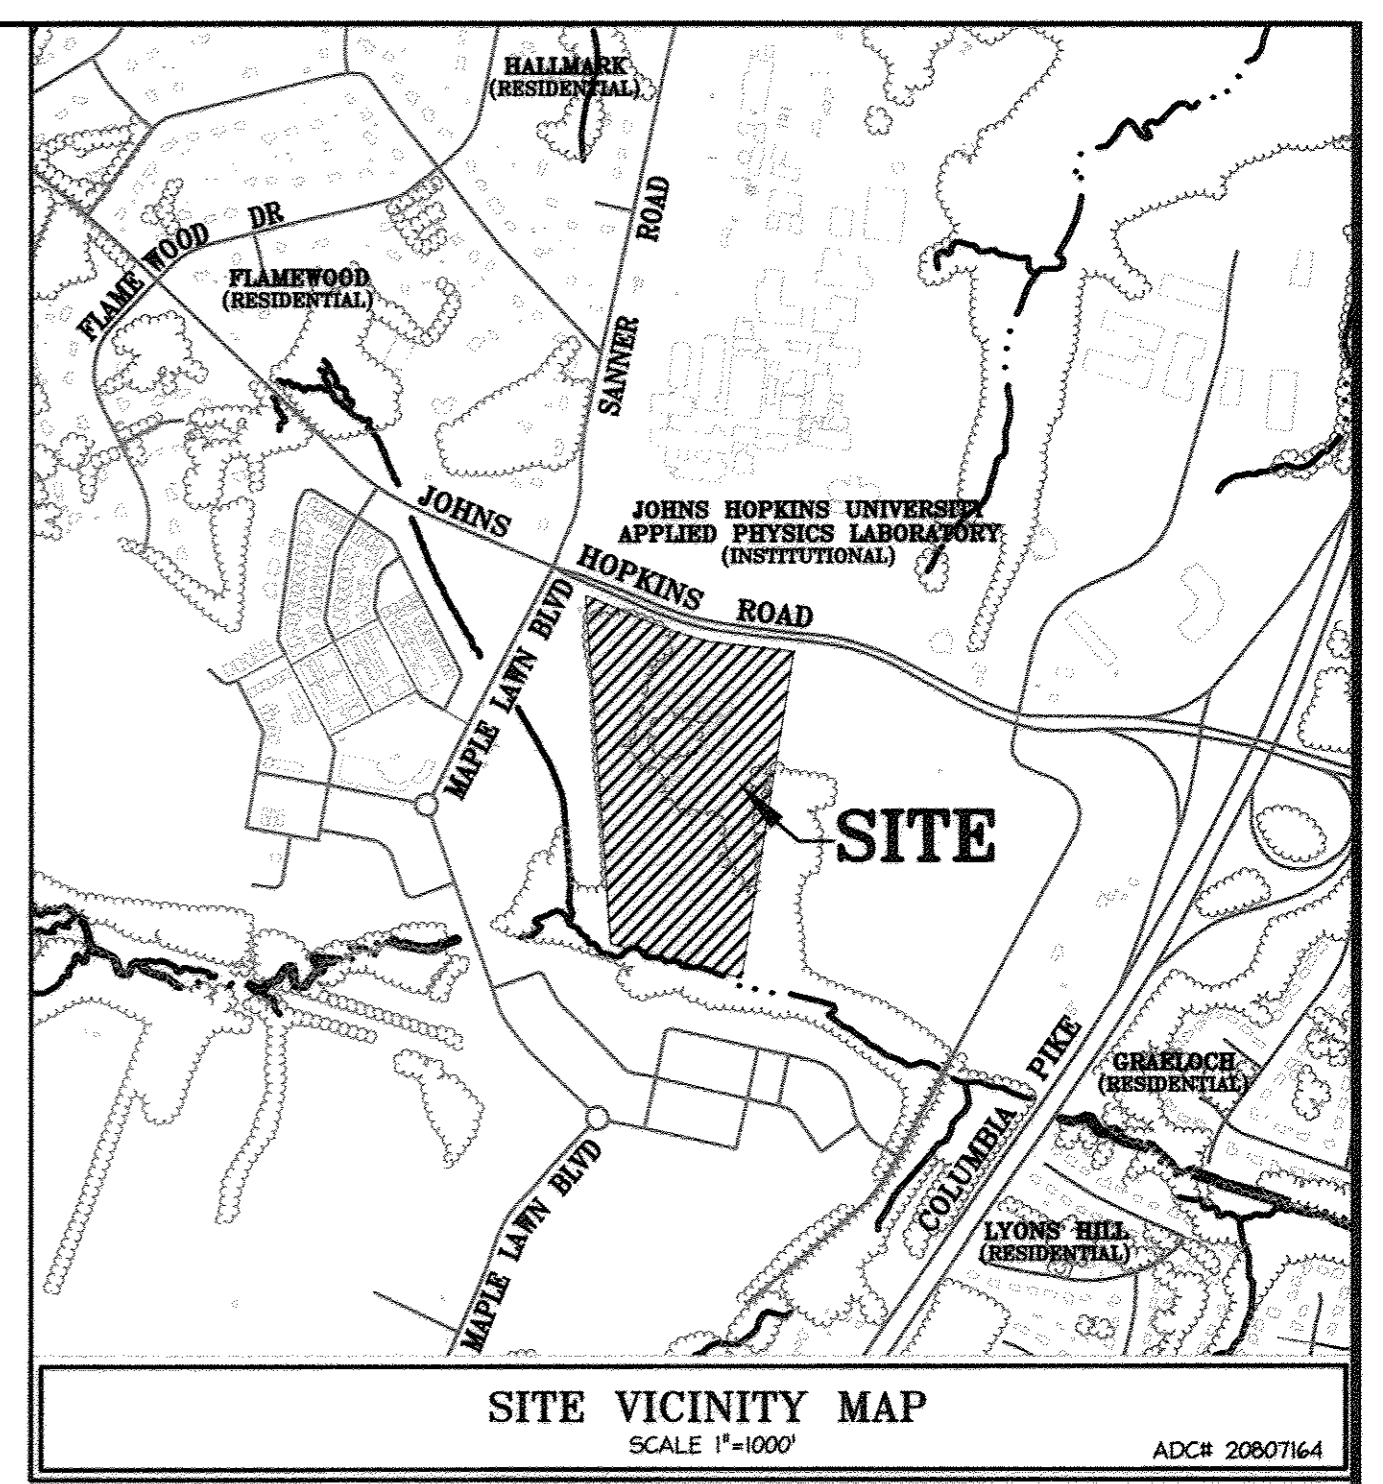 HALLMARK
(RESIDENTIAL)
SANNER ROAD
FLAME WOOD DR
FLAMEWOOD
(RESIDENTIAL)
JOHNS HOPKINS ROAD
JOHNS HOPKINS UNIVERSITY
APPLIED PHYSICS LABORATORY
(INSTITUTIONAL)
MAPLE LAWN BLVD
SITE
COLUMBIA PIKE
GRAELOCH
(RESIDENTIAL)
MAPLE LAWN BLVD
LYONS HILL
(RESIDENTIAL)
SITE VICINITY MAP
SCALE 1"=1000'
ADC# 20807164